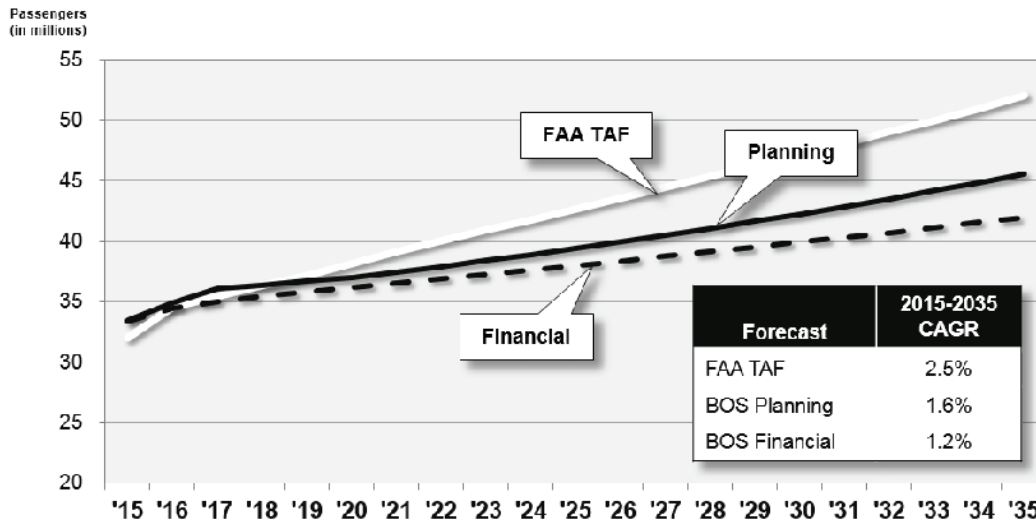 Passengers
(in millions)
55
50
45
40
35
30
25
20
FAA TAF
Planning
Financial
Forecast 2015-2035 CAGR
FAA TAF 2.5%
BOS Planning 1.6%
BOS Financial 1.2%
'15 '16 '17 '18 '19 '20 '21 '22 '23 '24 '25 '26 '27 '28 '29 '30 '31 '32 '33 '34 '35